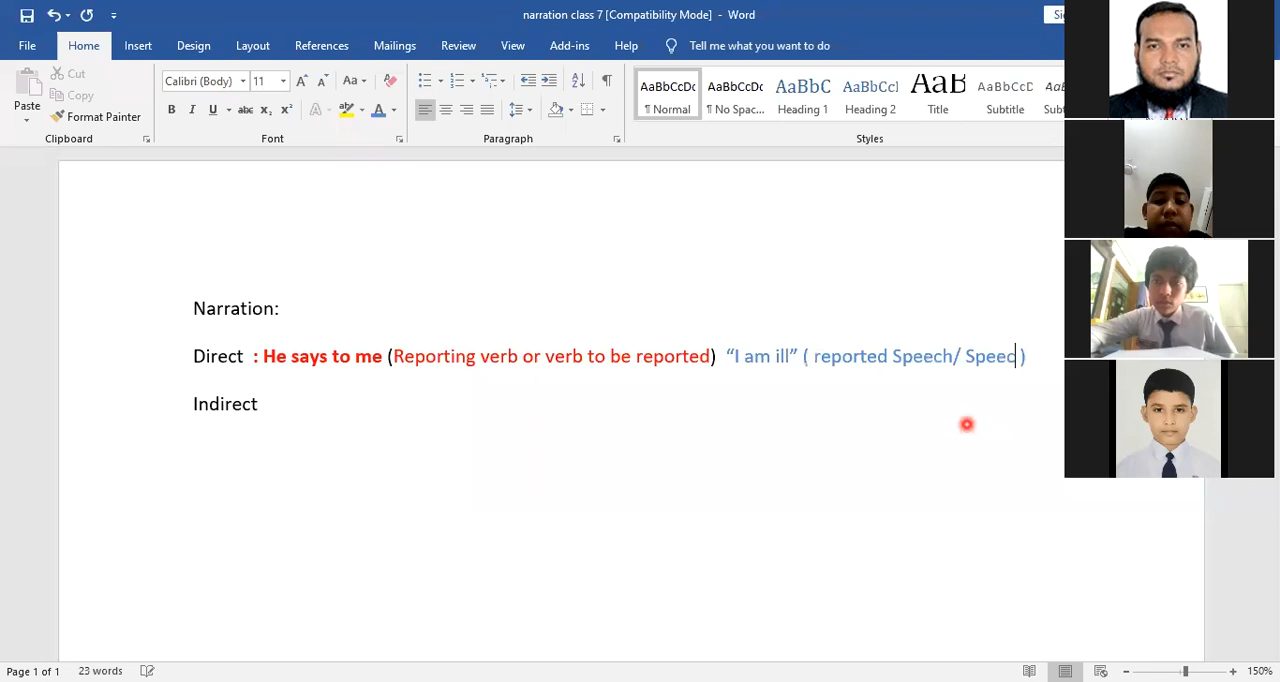 narration class 7 [Compatibility Mode] - Word
File Home Insert Design Layout References Mailings Review View Add-ins Help Tell me what you want to do
Paste
Cut
Copy
Format Painter
Calibri (Body) 11
AaBbCcDc AaBbCcDc AaBbC AaBbCcI AaB AaBbCcD
¶ Normal ¶ No Spac... Heading 1 Heading 2 Title Subtitle
Clipboard Font Paragraph Styles
Narration:
Direct : He says to me (Reporting verb or verb to be reported) “I am ill” ( reported Speech/ Speec )
Indirect
Page 1 of 1 23 words 150%